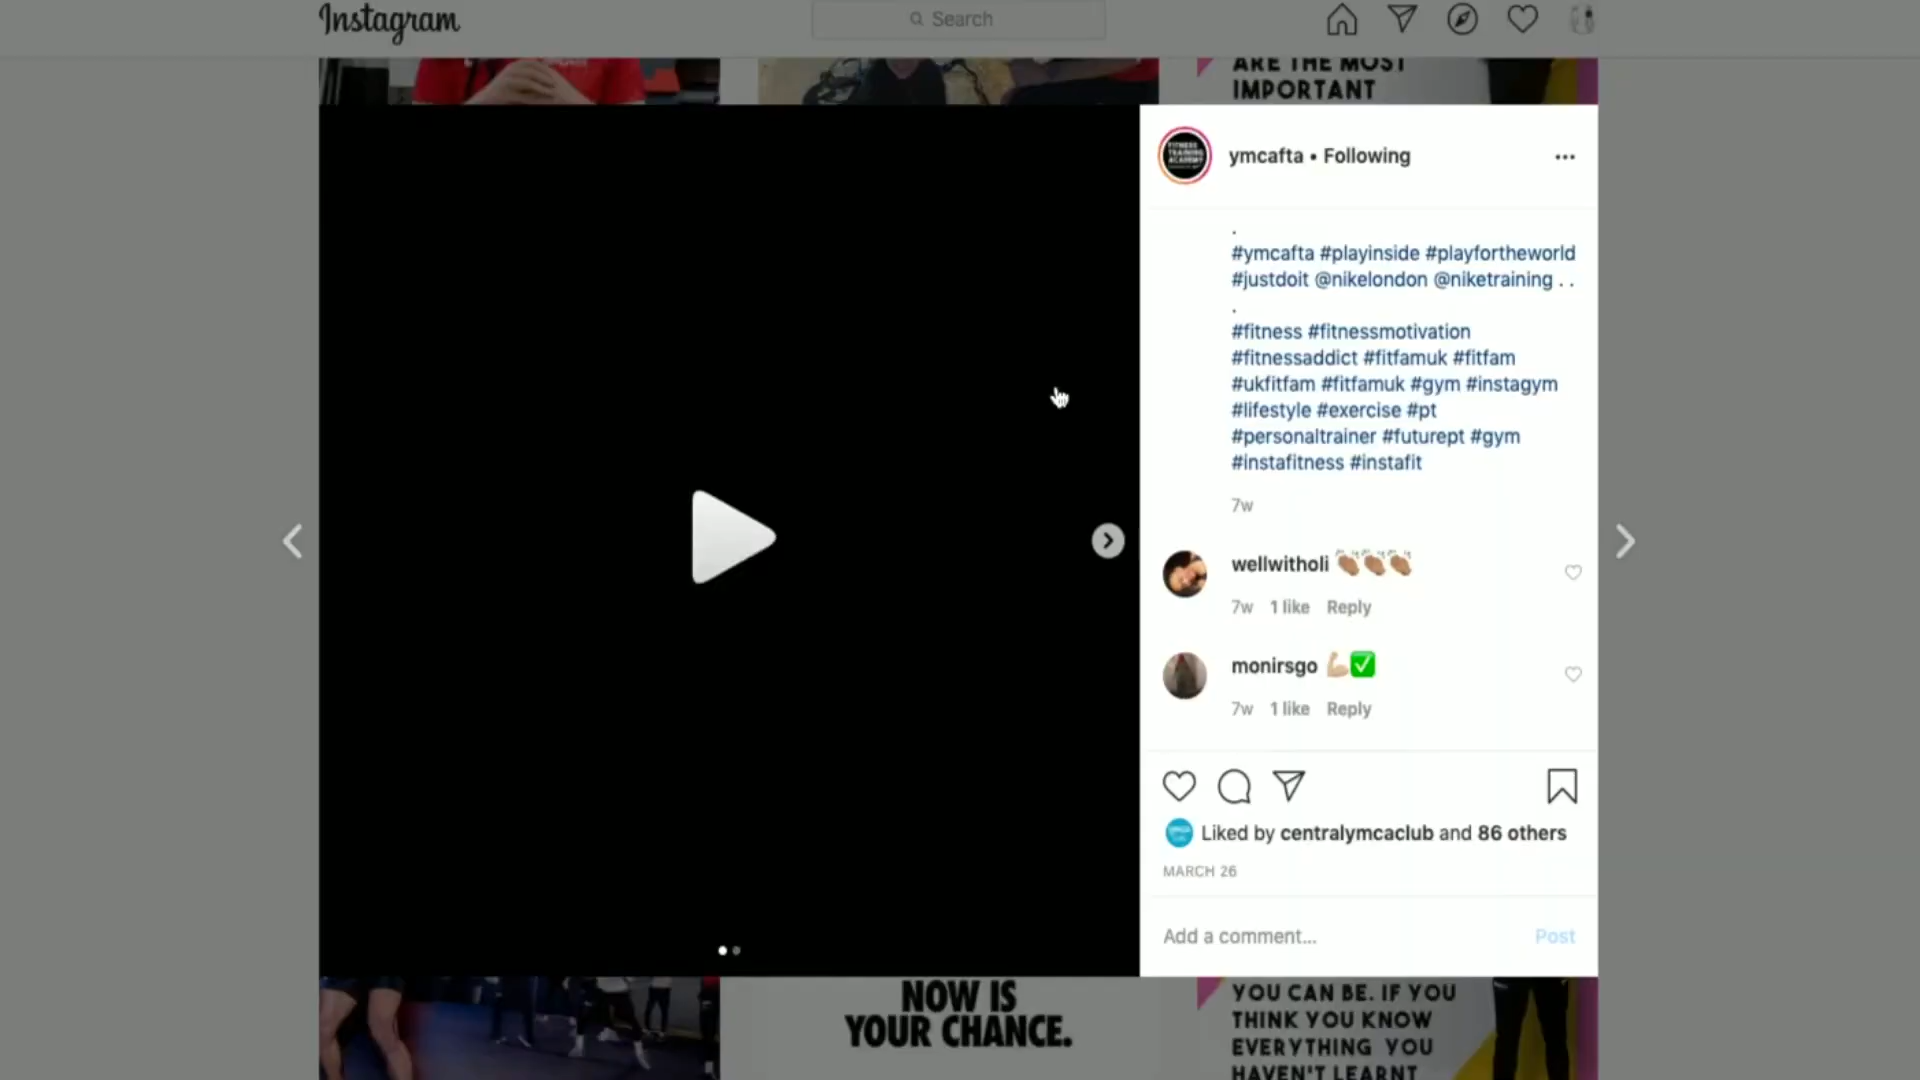 Instagram
Search
ARE THE MOST
IMPORTANT
FITNESS
TRAINING
ACADEMY
ymcafta • Following
.
#ymcafta #playinside #playfortheworld
#justdoit @nikelondon @niketraining . .
.
#fitness #fitnessmotivation
#fitnessaddict #fitfamuk #fitfam
#ukfitfam #fitfamuk #gym #instagym
#lifestyle #exercise #pt
#personaltrainer #futurept #gym
#instafitness #instafit
7w
wellwitholi 👏🏽👏🏽👏🏽
7w 1 like Reply
monirsgo 💪🏼✅
7w 1 like Reply
Liked by centralymcaclub and 86 others
MARCH 26
Add a comment... Post
NOW IS
YOUR CHANCE.
YOU CAN BE. IF YOU
THINK YOU KNOW
EVERYTHING YOU
HAVEN'T LEARNT